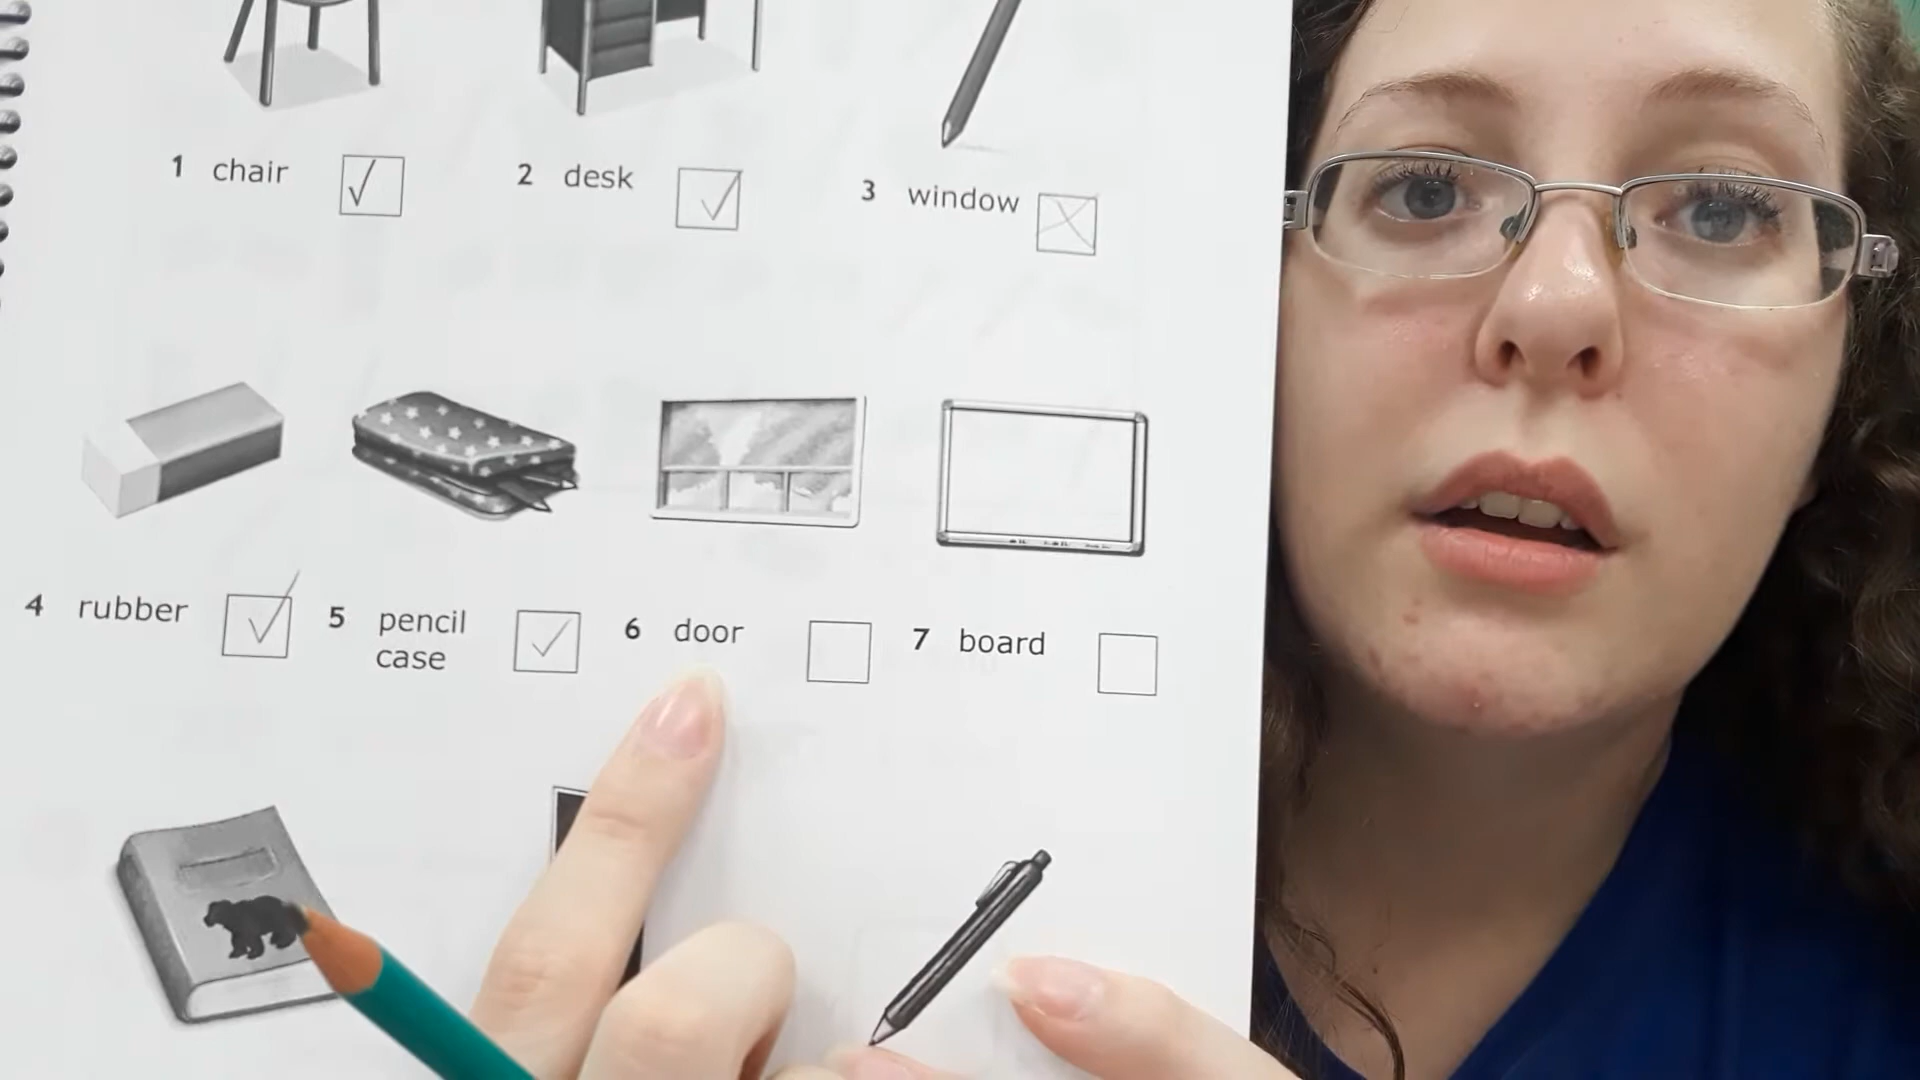 1 chair
2 desk
3 window
4 rubber
5 pencil
case
6 door
7 board